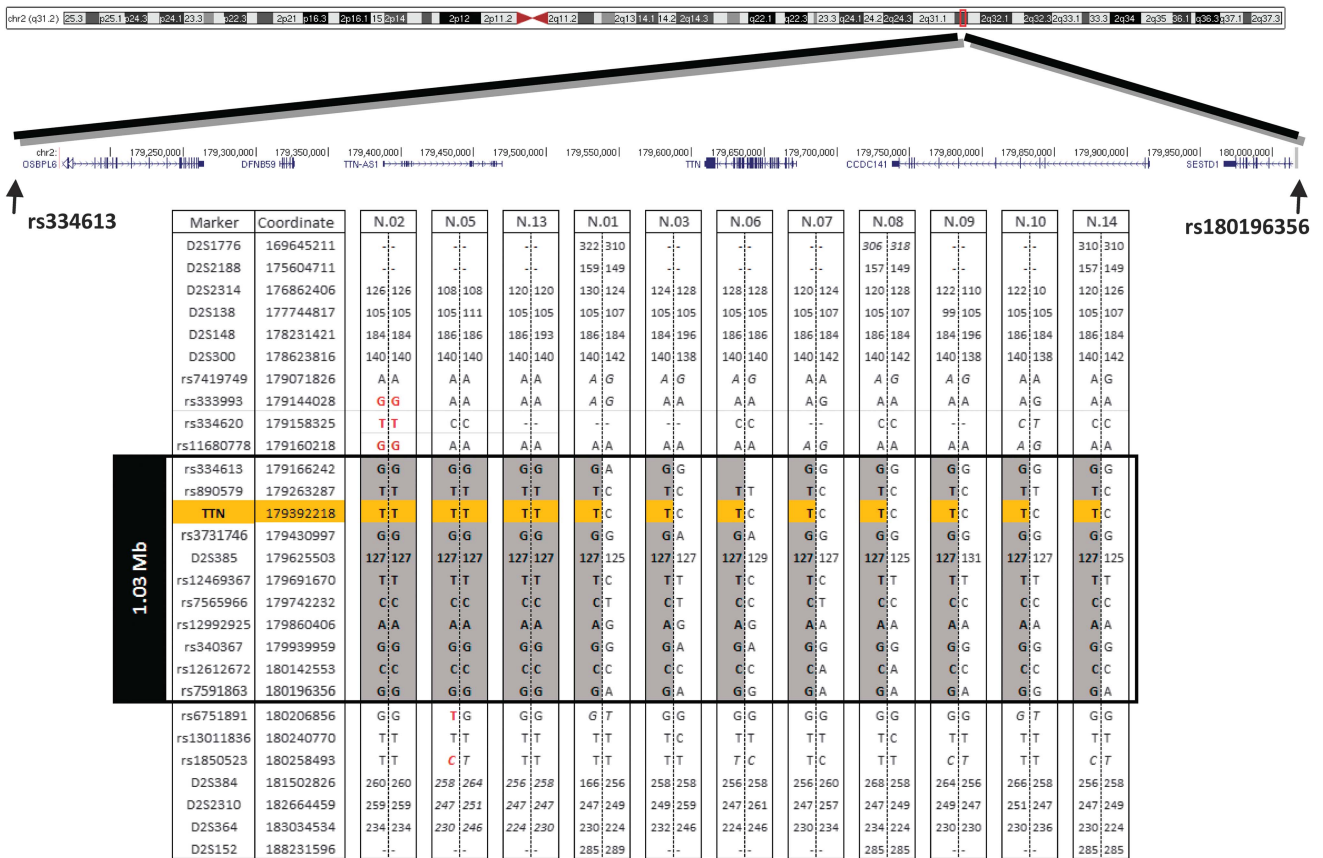 chr2 (q31.2) 25.3 p25.1 p24.3 p24.1 23.3 p22.3 2p21 p16.3 2p16.1 15 2p14 2p12 2p11.2 2q11.2 2q13 14.1 14.2 2q14.3 q22.1 q22.3 23.3 q24.1 24.2 2q24.3 2q31.1 2q32.1 2q32.3 2q33.1 33.3 2q34 2q35 36.1 q36.3 q37.1 2q37.3
chr2: 179,250,000 179,300,000 179,350,000 179,400,000 179,450,000 179,500,000 179,550,000 179,600,000 179,650,000 179,700,000 179,750,000 179,800,000 179,850,000 179,900,000 179,950,000 180,000,000
OSBPL6 DFNB59 TTN-AS1 TTN CCDC141 SESTD1
rs334613 rs180196356
Marker Coordinate N.02 N.05 N.13 N.01 N.03 N.06 N.07 N.08 N.09 N.10 N.14
D2S1776 169645211 -- -- -- 322 310 -- -- -- 306 318 -- -- 310 310
D2S2188 175604711 -- -- -- 159 149 -- -- -- 157 149 -- -- 157 149
D2S2314 176862406 126 126 108 108 120 120 130 124 124 128 128 128 120 124 120 128 122 110 122 10 120 126
D2S138 177744817 105 105 105 111 105 105 105 107 105 105 105 105 105 107 105 107 99 105 105 105 105 107
D2S148 178231421 184 184 186 186 186 193 186 184 184 196 186 186 186 184 186 184 184 196 186 184 186 184
D2S300 178623816 140 140 140 140 140 140 140 142 140 138 140 140 140 142 140 142 140 138 140 138 140 142
rs7419749 179071826 A A A A A A A G A G A G A A A G A G A A A G
rs333993 179144028 G G A A A A A G A A A A A G A A A A A A A A
rs334620 179158325 T T C C -- -- -- C C -- C C -- C T C C
rs11680778 179160218 G G A A A A A A A A A A A G A A A A A G A A
1.03 Mb
rs334613 179166242 G G G G G G G A G G G G G G G G G G G G
rs890579 179263287 T T T T T T T C T C T T T C T C T C T T T C
TTN 179392218 T T T T T T T C T C T C T C T C T C T C T C
rs3731746 179430997 G G G G G G G G G A G A G G G G G G G G G G
D2S385 179625503 127 127 127 127 127 127 127 125 127 127 127 129 127 127 127 125 127 131 127 127 127 125
rs12469367 179691670 T T T T T T T C T T T C T C T T T T T T T T
rs7565966 179742232 C C C C C C C T C T C C C T C C C C C C C C
rs12992925 179860406 A A A A A A A G A G A G A A A A A A A A A A
rs340367 179939959 G G G G G G G G G A G A G G G G G G G G G G
rs12612672 180142553 C C C C C C C C C C C C C A C A C C C C C C
rs7591863 180196356 G G G G G G G A G A G G G A G A G G G G G A
rs6751891 180206856 G G T G G G G T G G G G G G G G G G G T G G
rs13011836 180240770 T T T T T T T T T C T T T T T C T T T T T T
rs1850523 180258493 T T C T T T T T T T T C T C T T C T T T C T
D2S384 181502826 260 260 258 264 256 258 166 256 258 258 256 258 256 260 268 258 264 256 266 258 256 258
D2S2310 182664459 259 259 247 251 247 247 247 249 249 259 247 261 247 257 247 249 249 247 251 247 247 249
D2S364 183034534 234 234 230 246 224 230 230 224 232 246 224 246 230 234 234 224 230 230 230 236 230 224
D2S152 188231596 -- -- -- 285 289 -- -- -- 285 285 -- -- 285 285